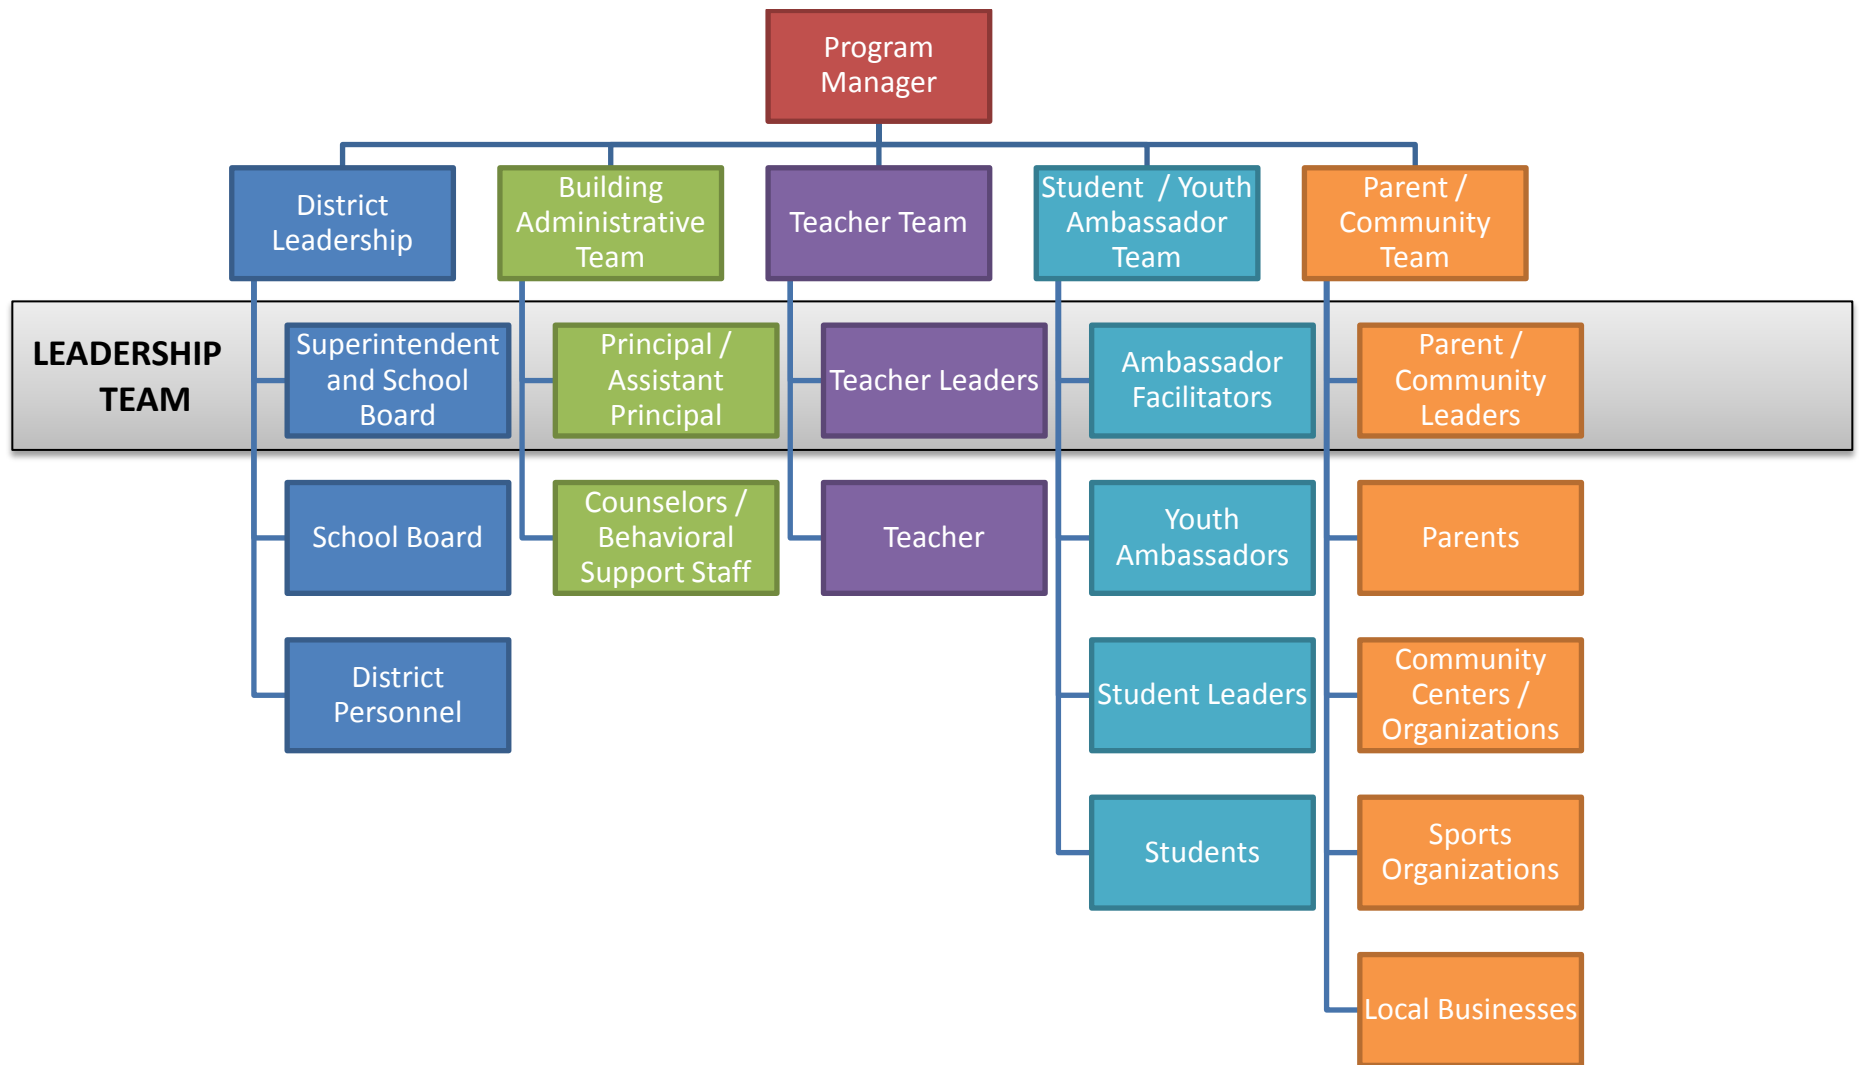 Program
Manager
District
Leadership
Building
Administrative
Team
Teacher Team
Student / Youth
Ambassador
Team
Parent /
Community
Team
LEADERSHIP
TEAM
Superintendent
and School
Board
Principal /
Assistant
Principal
Teacher Leaders
Ambassador
Facilitators
Parent /
Community
Leaders
School Board
Counselors /
Behavioral
Support Staff
Teacher
Youth
Ambassadors
Parents
District
Personnel
Student Leaders
Community
Centers /
Organizations
Students
Sports
Organizations
Local Businesses